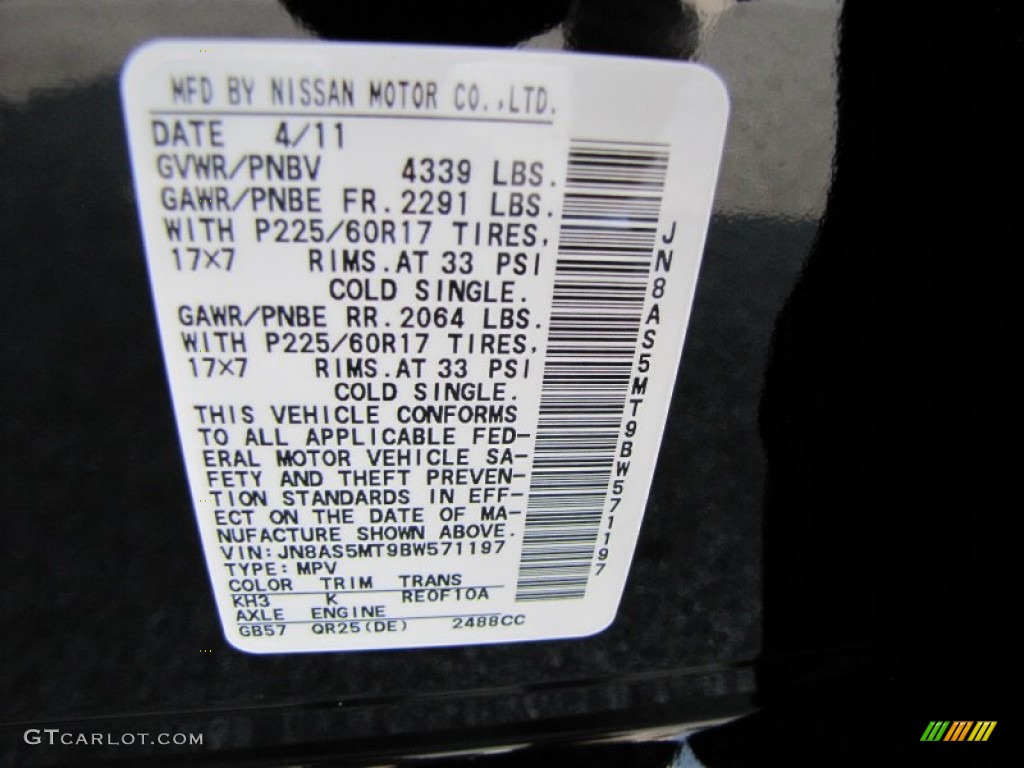 MFD BY NISSAN MOTOR CO.,LTD.
DATE 4/11
GVWR/PNBV 4339 LBS.
GAWR/PNBE FR. 2291 LBS.
WITH P225/60R17 TIRES,
17×7 RIMS. AT 33 PSI
COLD SINGLE.
GAWR/PNBE RR. 2064 LBS.
WITH P225/60R17 TIRES,
17×7 RIMS. AT 33 PSI
COLD SINGLE.
THIS VEHICLE CONFORMS
TO ALL APPLICABLE FED-
ERAL MOTOR VEHICLE SA-
FETY AND THEFT PREVEN-
TION STANDARDS IN EFF-
ECT ON THE DATE OF MA-
NUFACTURE SHOWN ABOVE.
VIN: JN8AS5MT9BW571197
TYPE: MPV
COLOR TRIM TRANS
KH3 K RE0F10A
AXLE ENGINE
GB57 QR25(DE) 2488CC
JN8AS5MT9BW571197
GTCARLOT.COM